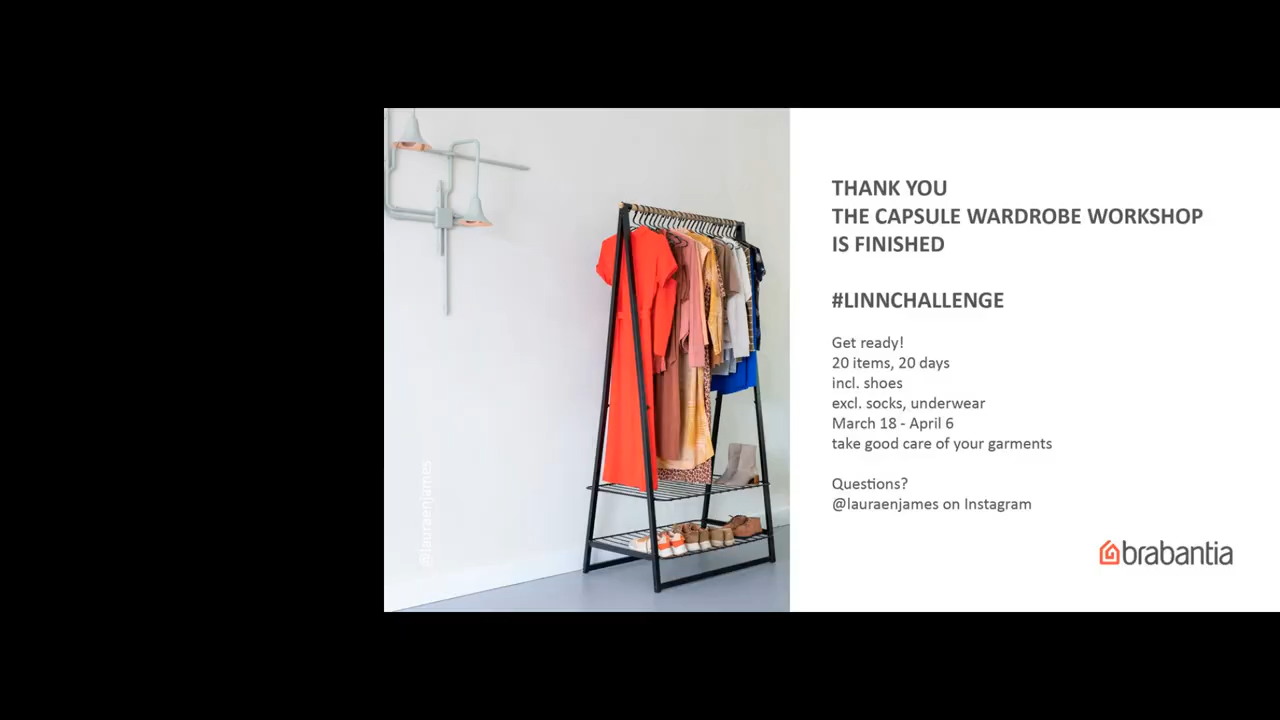 THANK YOU
THE CAPSULE WARDROBE WORKSHOP
IS FINISHED
#LINNCHALLENGE
Get ready!
20 items, 20 days
incl. shoes
excl. socks, underwear
March 18 - April 6
take good care of your garments
Questions?
@lauraenjames on Instagram
brabantia
@lauraenjames